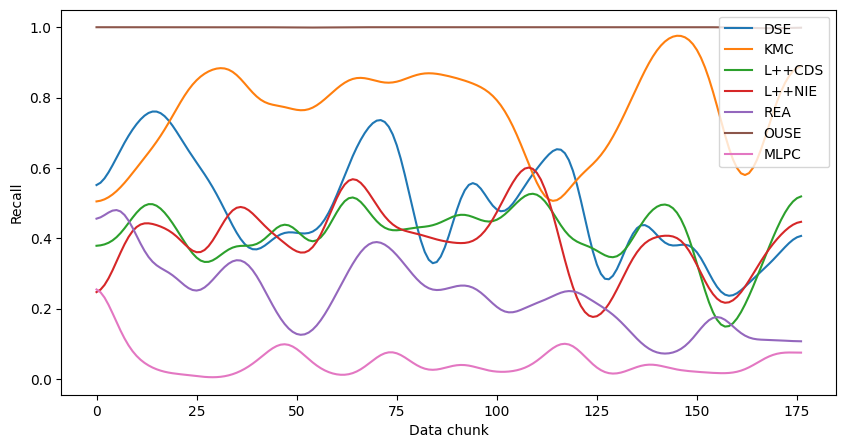 1.0
0.8
0.6
0.4
0.2
0.0
Recall
0
25
50
75
100
125
150
175
Data chunk
DSE
KMC
L++CDS
L++NIE
REA
OUSE
MLPC